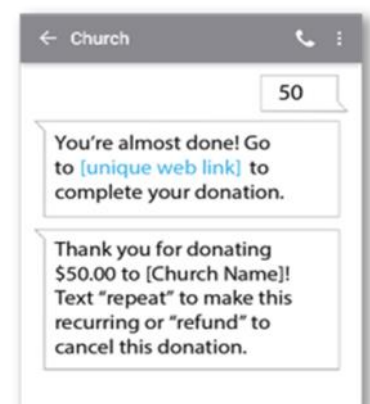 ← Church
50
You're almost done! Go
to [unique web link] to
complete your donation.
Thank you for donating
$50.00 to [Church Name]!
Text “repeat” to make this
recurring or “refund” to
cancel this donation.